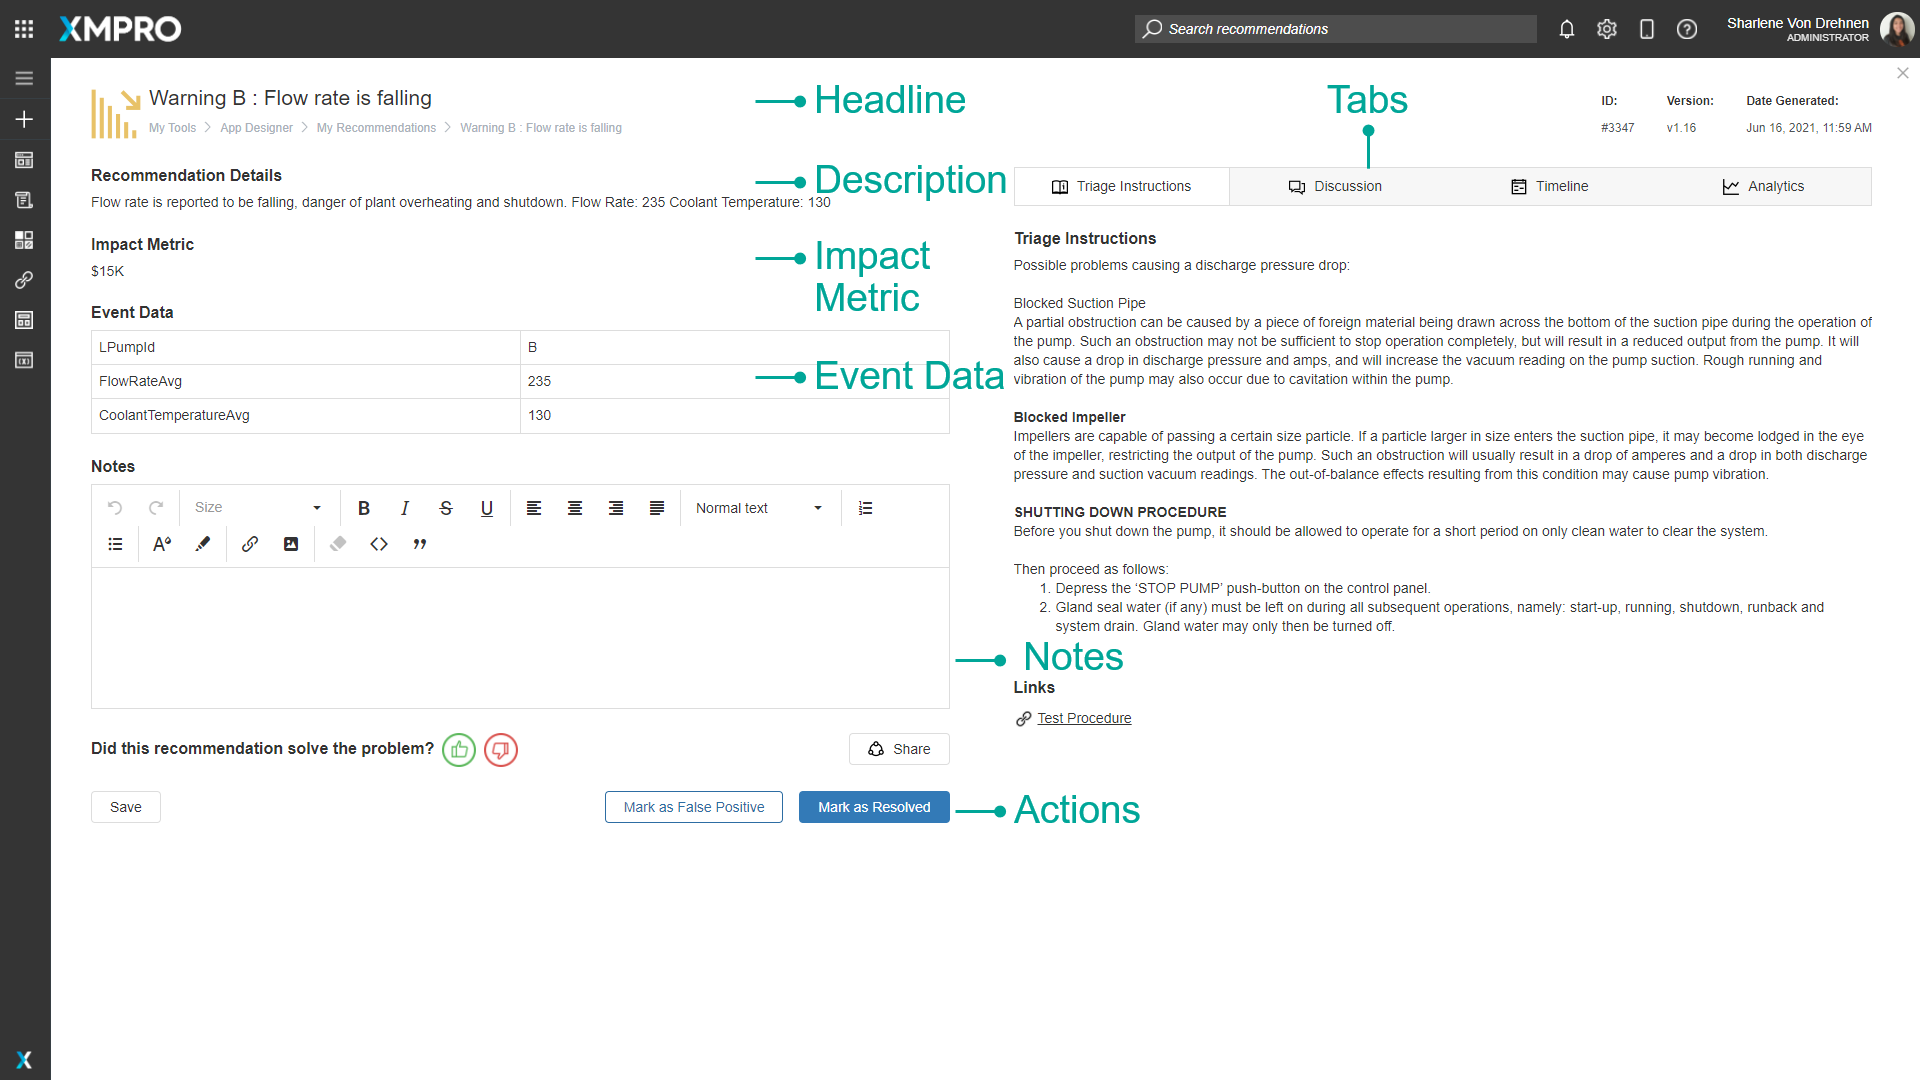 XMPRO
Search recommendations
Sharlene Von Drehnen
ADMINISTRATOR
Warning B : Flow rate is falling
My Tools > App Designer > My Recommendations > Warning B : Flow rate is falling
Headline
Tabs
ID:
Version:
Date Generated:
#3347
v1.16
Jun 16, 2021, 11:59 AM
Recommendation Details
Flow rate is reported to be falling, danger of plant overheating and shutdown. Flow Rate: 235 Coolant Temperature: 130
Description
Impact Metric
$15K
Impact
Metric
Event Data
LPumpId
B
FlowRateAvg
235
CoolantTemperatureAvg
130
Event Data
Notes
Size
B
I
S
U
Normal text
Notes
Did this recommendation solve the problem?
Share
Save
Mark as False Positive
Mark as Resolved
Actions
Triage Instructions
Discussion
Timeline
Analytics
Triage Instructions
Possible problems causing a discharge pressure drop:
Blocked Suction Pipe
A partial obstruction can be caused by a piece of foreign material being drawn across the bottom of the suction pipe during the operation of
the pump. Such an obstruction may not be sufficient to stop operation completely, but will result in a reduced output from the pump. It will
also cause a drop in discharge pressure and amps, and will increase the vacuum reading on the pump suction. Rough running and
vibration of the pump may also occur due to cavitation within the pump.
Blocked Impeller
Impellers are capable of passing a certain size particle. If a particle larger in size enters the suction pipe, it may become lodged in the eye
of the impeller, restricting the output of the pump. Such an obstruction will usually result in a drop of amperes and a drop in both discharge
pressure and suction vacuum readings. The out-of-balance effects resulting from this condition may cause pump vibration.
SHUTTING DOWN PROCEDURE
Before you shut down the pump, it should be allowed to operate for a short period on only clean water to clear the system.
Then proceed as follows:
1. Depress the ‘STOP PUMP’ push-button on the control panel.
2. Gland seal water (if any) must be left on during all subsequent operations, namely: start-up, running, shutdown, runback and
system drain. Gland water may only then be turned off.
Links
Test Procedure